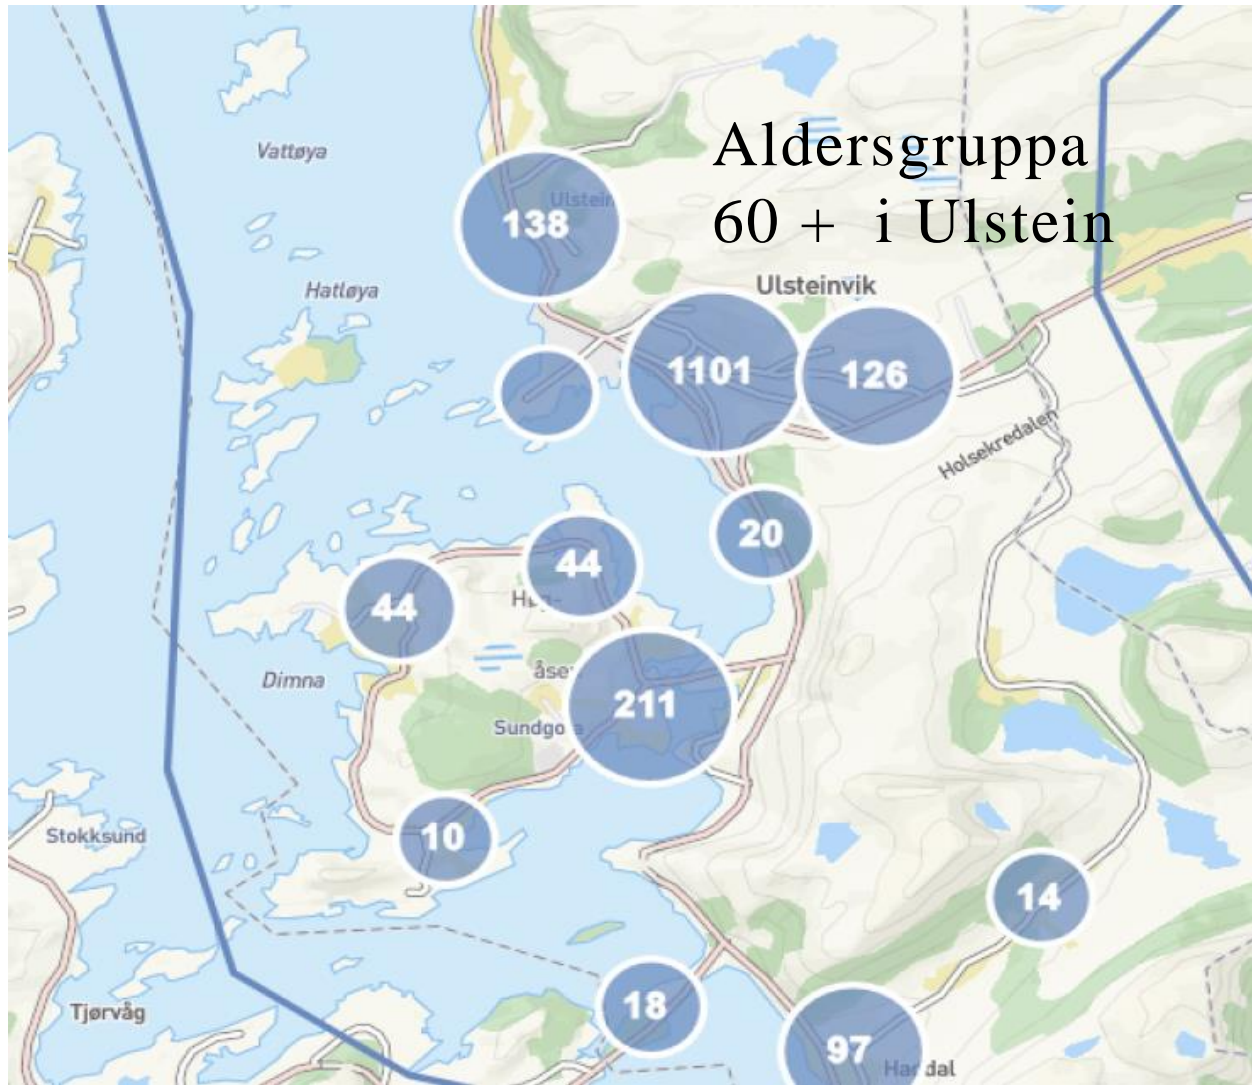 Vattøya
Aldersgruppa
60 + i Ulstein
Ulstein
138
Hatløya
Ulsteinvik
1101
126
Holsekredalen
20
44
44
Dimna
211
Sundgo
Stokksund
10
14
18
Tjørvåg
97